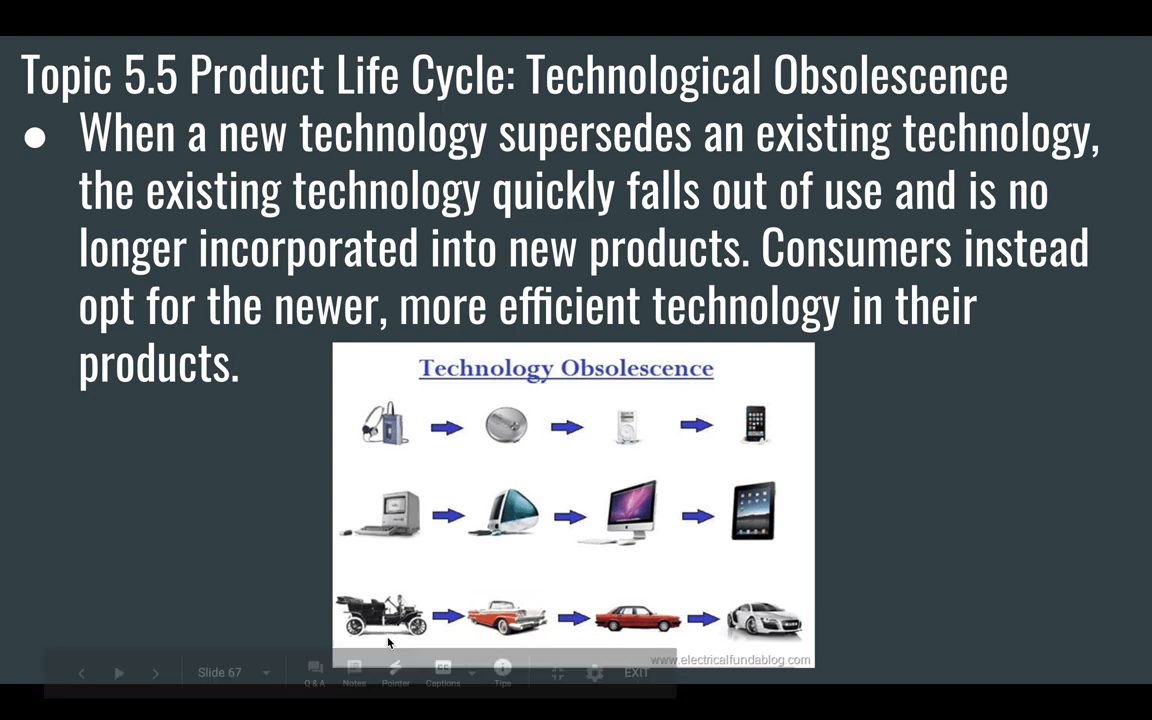 Topic 5.5 Product Life Cycle: Technological Obsolescence
● When a new technology supersedes an existing technology,
the existing technology quickly falls out of use and is no
longer incorporated into new products. Consumers instead
opt for the newer, more efficient technology in their
products.
Technology Obsolescence
www.electricalfundablog.com
Slide 67
Q & A
Notes
Pointer
Captions
Tips
EXIT